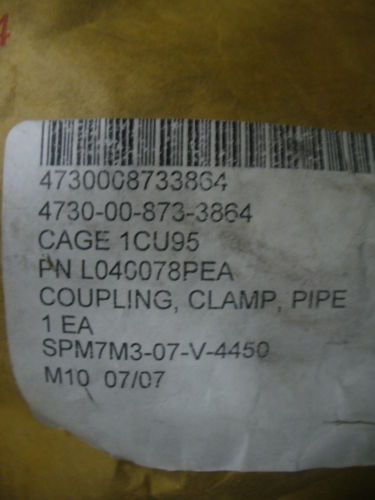 4
4730008733864
4730-00-873-3864
CAGE 1CU95
PN L040078PEA
COUPLING, CLAMP, PIPE
1 EA
SPM7M3-07-V-4450
M10 07/07